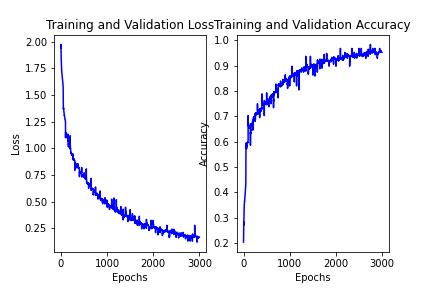 Training and Validation Loss
2.00
1.75
1.50
1.25
1.00
0.75
0.50
0.25
Loss
0 1000 2000 3000
Epochs
Training and Validation Accuracy
1.0
0.9
0.8
0.7
0.6
0.5
0.4
0.3
0.2
Accuracy
0 1000 2000 3000
Epochs